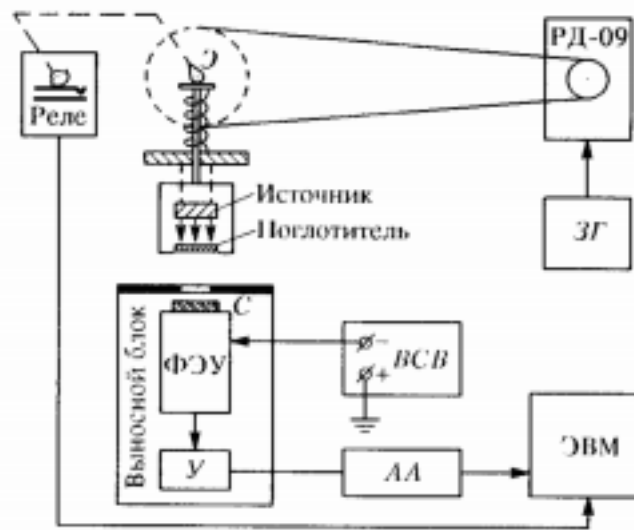 Э
РД-09
Реле
Источник
Поглотитель
ЗГ
С
Выносной блок
ФЭУ
ВСВ
У
АА
ЭВМ